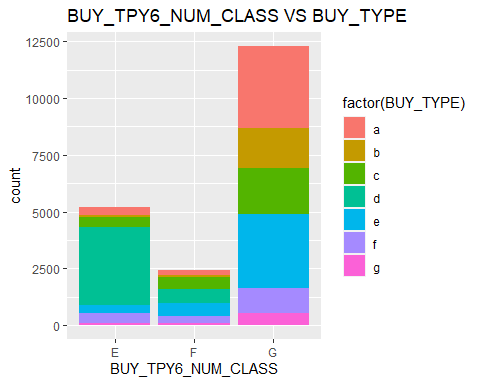 BUY_TPY6_NUM_CLASS VS BUY_TYPE
12500
10000
7500
5000
2500
0
count
E F G
BUY_TPY6_NUM_CLASS
factor(BUY_TYPE)
a
b
c
d
e
f
g